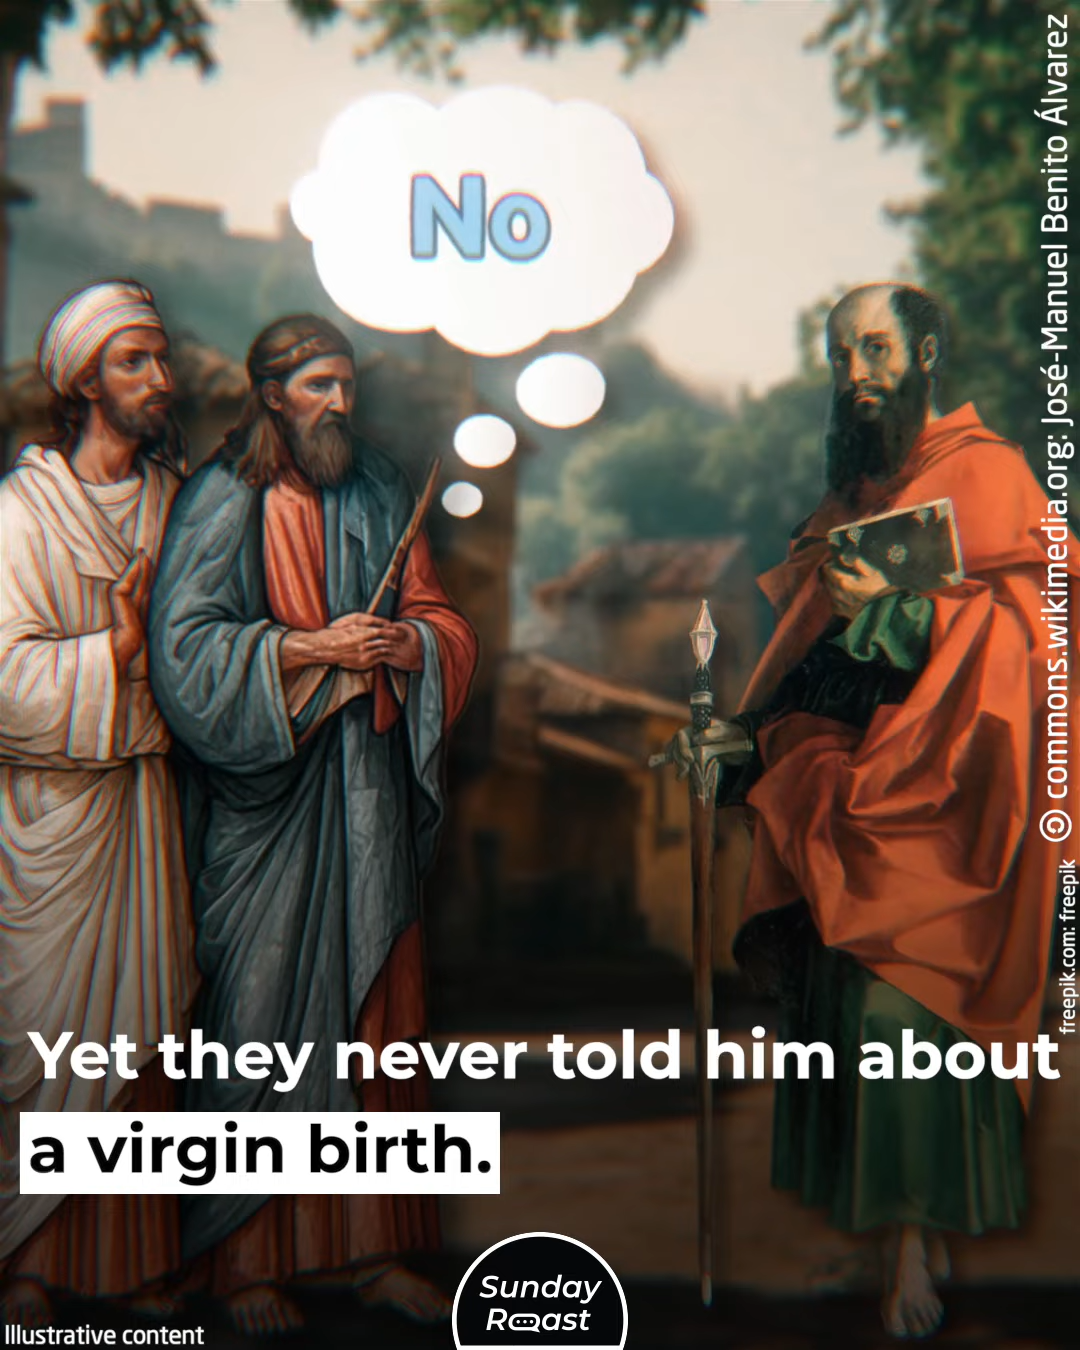 No
Yet they never told him about
a virgin birth.
Sunday
Roast
Illustrative content
commons.wikimedia.org: José-Manuel Benito Álvarez
freepik.com: freepik